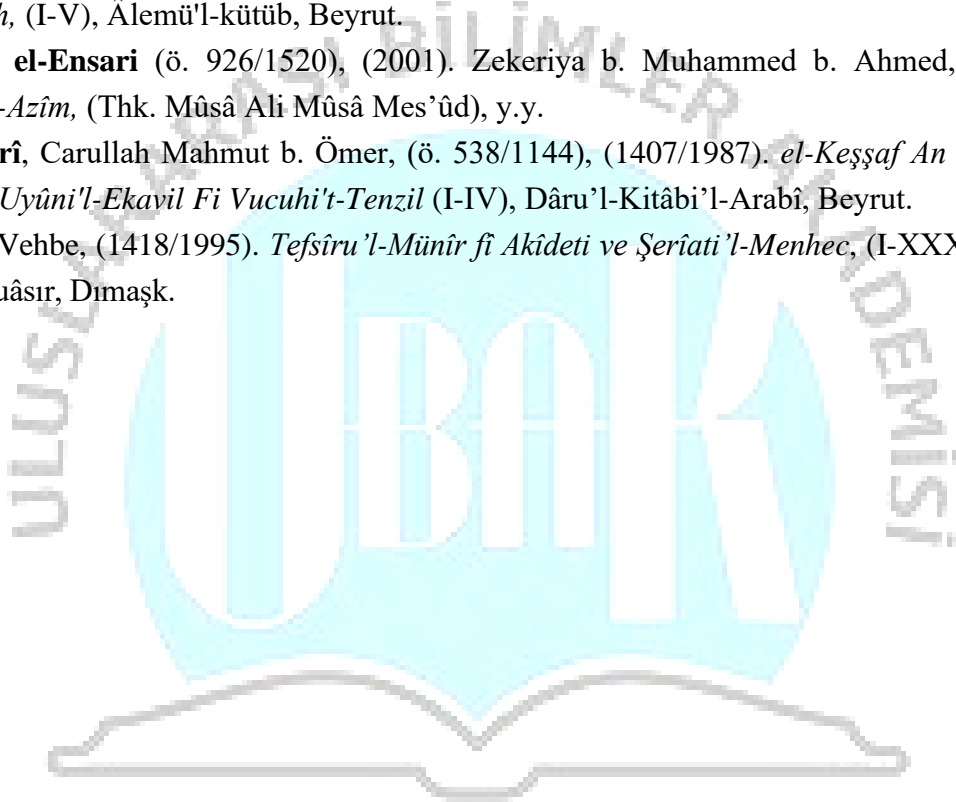 h, (I-V), Âlemü'l-kütüb, Beyrut.
el-Ensari (ö. 926/1520), (2001). Zekeriya b. Muhammed b. Ahmed,
-Azîm, (Thk. Mûsâ Ali Mûsâ Mes’ûd), y.y.
rî, Carullah Mahmut b. Ömer, (ö. 538/1144), (1407/1987). el-Keşşaf An
Uyûni'l-Ekavil Fi Vucuhi't-Tenzil (I-IV), Dâru’l-Kitâbi’l-Arabî, Beyrut.
Vehbe, (1418/1995). Tefsîru’l-Münîr fî Akîdeti ve Şerîati’l-Menhec, (I-XXX
uâsır, Dımaşk.
ULUSLARARASI BİLİMLER AKADEMİSİ
UBAK